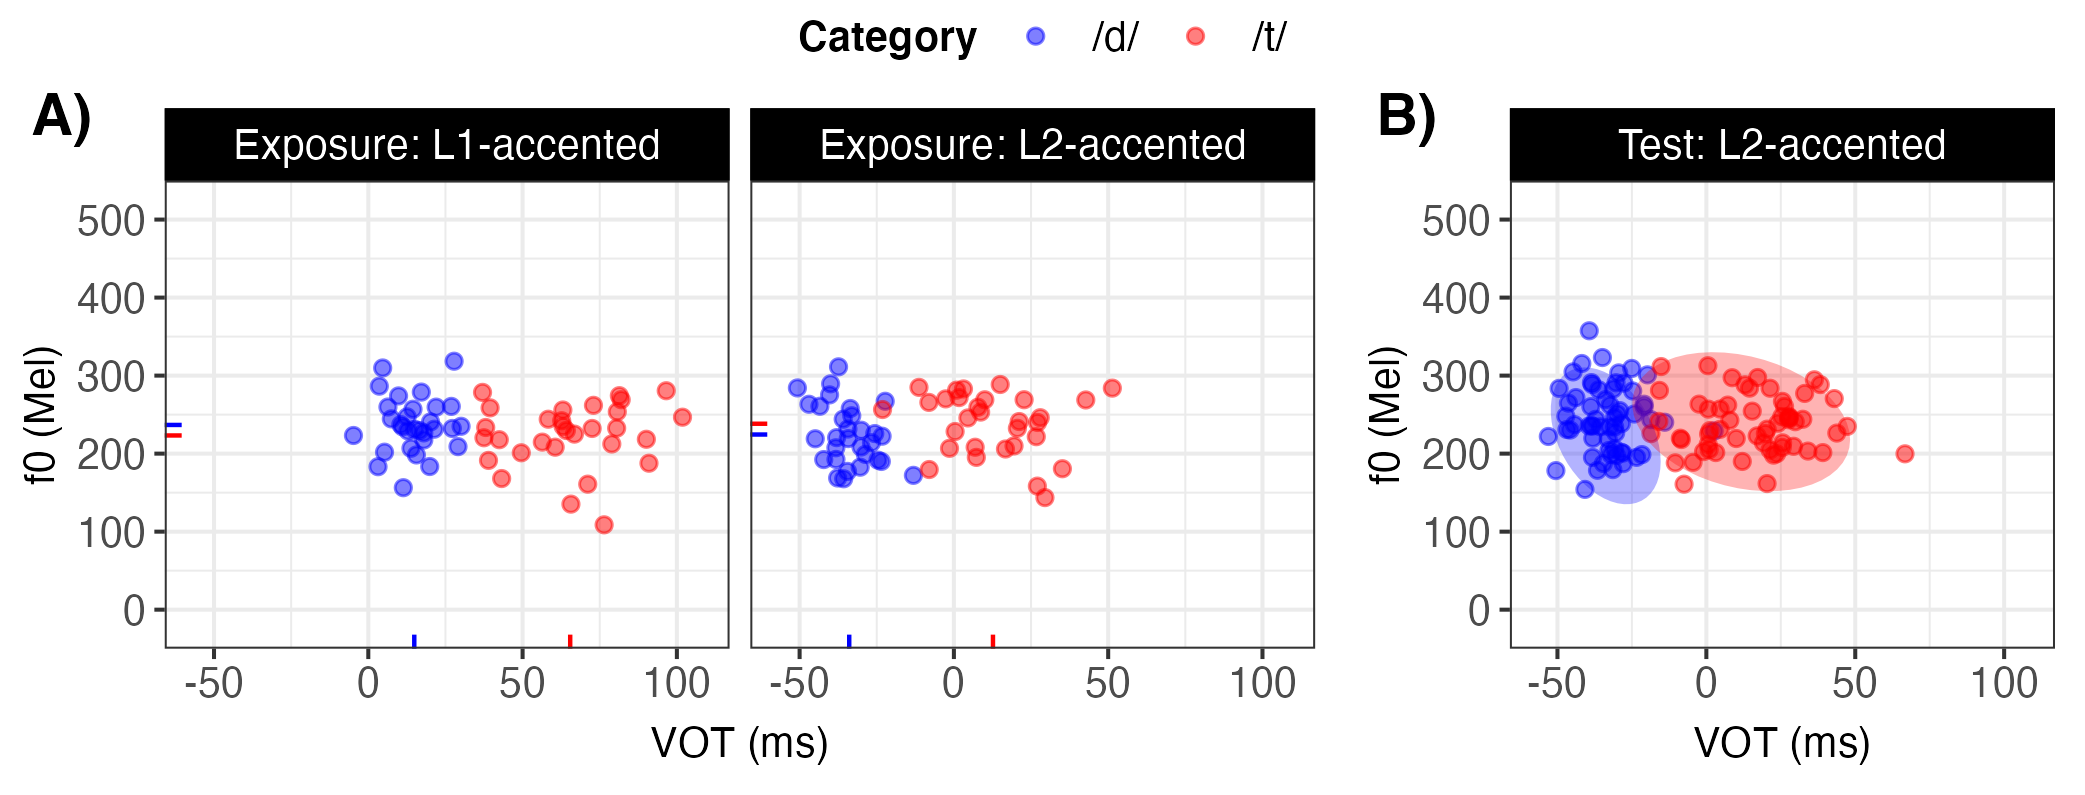 Category /d/ /t/
A)
B)
Exposure: L1-accented
Exposure: L2-accented
Test: L2-accented
f0 (Mel)
500
400
300
200
100
0
-50 0 50 100
-50 0 50 100
VOT (ms)
f0 (Mel)
500
400
300
200
100
0
-50 0 50 100
VOT (ms)